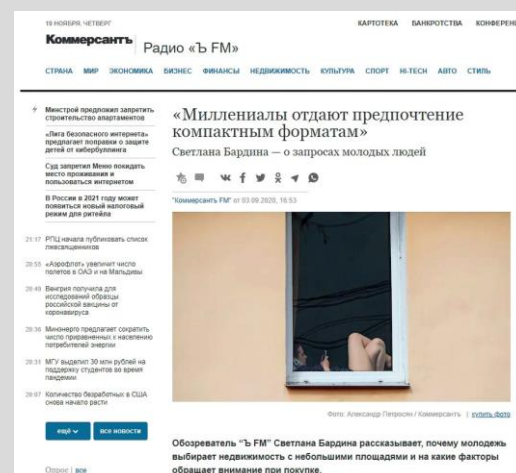 19 НОЯБРЯ, ЧЕТВЕРГ
КАРТОТЕКА БАНКРОТСТВА КОНФЕРЕН
Коммерсантъ
Радио «Ъ FM»
СТРАНА МИР ЭКОНОМИКА БИЗНЕС ФИНАНСЫ НЕДВИЖИМОСТЬ КУЛЬТУРА СПОРТ HI-TECH АВТО СТИЛЬ
Минстрой предложил запретить
строительство апартаментов
«Лига безопасного интернета»
предлагает поправки о защите
детей от кибербуллинга
Суд запретил Меню покидать
место проживания и
пользоваться интернетом
В России в 2021 году может
появиться новый налоговый
режим для ритейла
21:17 РПЦ начала публиковать список
лжесвященников
20:55 «Аэрофлот» увеличит число
полетов в ОАЭ и на Мальдивы
20:40 Венгрия получила для
исследований образцы
российской вакцины от
коронавируса
20:36 Минэнерго предлагает сократить
число приравненных к населению
потребителей энергии
20:31 МГУ выделит 30 млн рублей на
поддержку студентов во время
пандемии
20:07 Количество безработных в США
снова начало расти
ещё
все новости
Опрос | все
«Миллениалы отдают предпочтение
компактным форматам»
Светлана Бардина — о запросах молодых людей
"Коммерсантъ FM" от 03.09.2020, 16:53
Фото: Александр Петросян / Коммерсантъ | купить фото
Обозреватель “Ъ FM” Светлана Бардина рассказывает, почему молодежь
выбирает недвижимость с небольшими площадями и на какие факторы
обращает внимание при покупке.